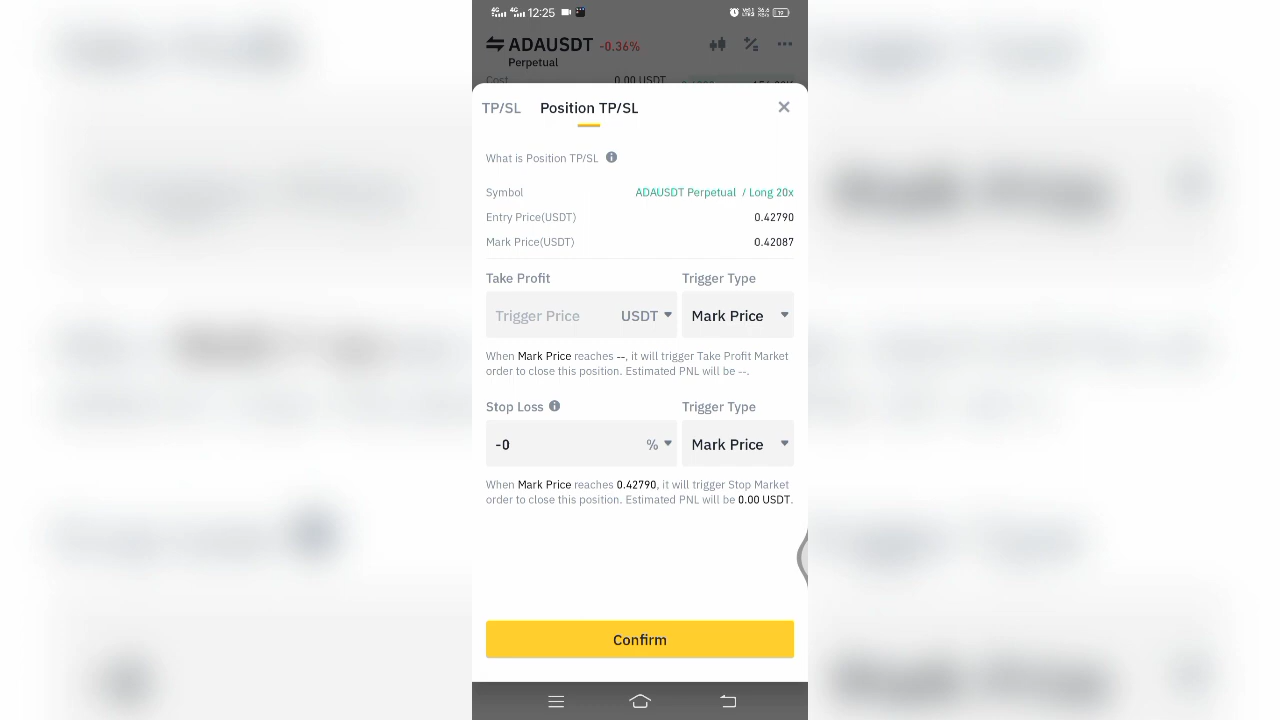 4G 4G 12:25 19
ADAUSDT -0.36%
Perpetual
Cost 0.00 USDT
TP/SL Position TP/SL
What is Position TP/SL
Symbol ADAUSDT Perpetual / Long 20x
Entry Price(USDT) 0.42790
Mark Price(USDT) 0.42087
Take Profit Trigger Type
Trigger Price USDT Mark Price
When Mark Price reaches --, it will trigger Take Profit Market
order to close this position. Estimated PNL will be --.
Stop Loss Trigger Type
-0 % Mark Price
When Mark Price reaches 0.42790, it will trigger Stop Market
order to close this position. Estimated PNL will be 0.00 USDT.
Confirm